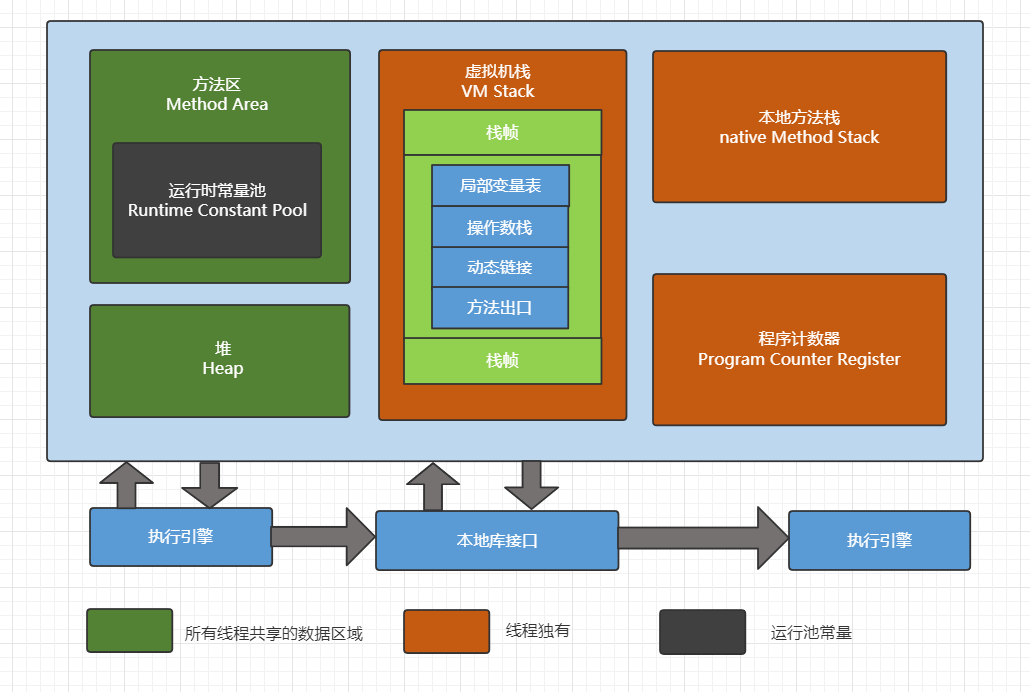 方法区
Method Area
运行时常量池
Runtime Constant Pool
堆
Heap
虚拟机栈
VM Stack
栈帧
局部变量表
操作数栈
动态链接
方法出口
栈帧
本地方法栈
native Method Stack
程序计数器
Program Counter Register
执行引擎
本地库接口
执行引擎
所有线程共享的数据区域
线程独有
运行池常量